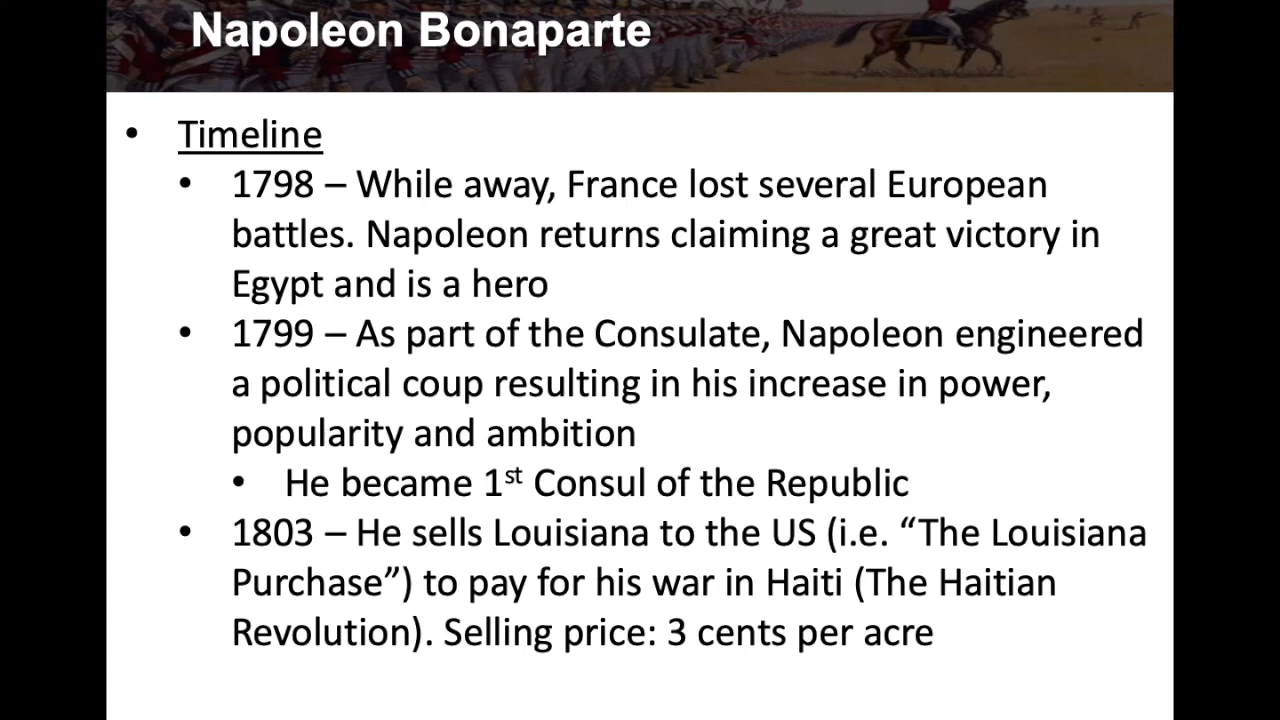 Napoleon Bonaparte
• Timeline
• 1798 – While away, France lost several European
battles. Napoleon returns claiming a great victory in
Egypt and is a hero
• 1799 – As part of the Consulate, Napoleon engineered
a political coup resulting in his increase in power,
popularity and ambition
• He became 1st Consul of the Republic
• 1803 – He sells Louisiana to the US (i.e. “The Louisiana
Purchase”) to pay for his war in Haiti (The Haitian
Revolution). Selling price: 3 cents per acre